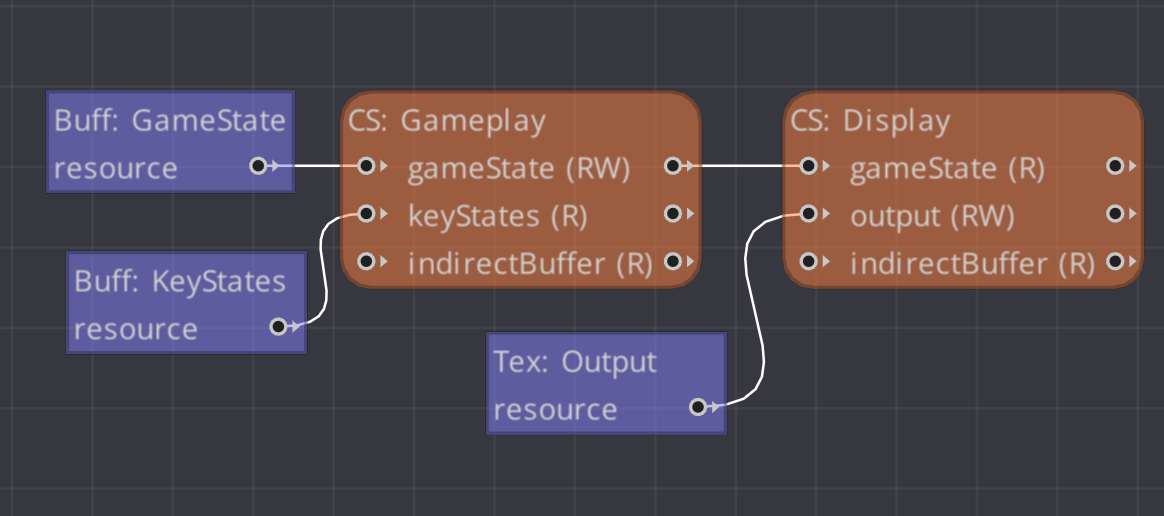 Buff: GameState
resource
Buff: KeyStates
resource
CS: Gameplay
gameState (RW)
keyStates (R)
indirectBuffer (R)
Tex: Output
resource
CS: Display
gameState (R)
output (RW)
indirectBuffer (R)